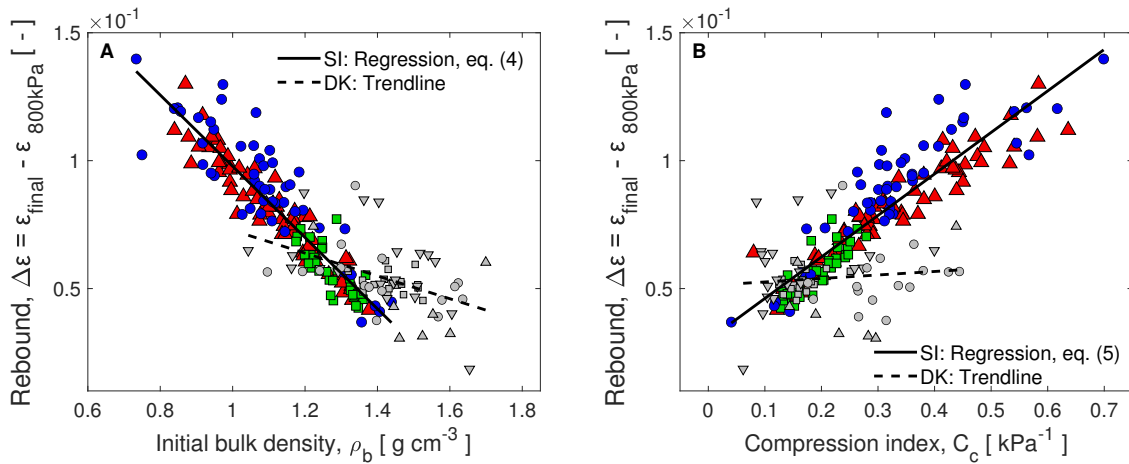 ×10⁻¹
1.5
1
0.5
A
SI: Regression, eq. (4)
DK: Trendline
Rebound, Δε = ε_final - ε_800kPa [ - ]
0.6 0.8 1 1.2 1.4 1.6 1.8
Initial bulk density, ρ_b [ g cm⁻³ ]
×10⁻¹
1.5
1
0.5
B
SI: Regression, eq. (5)
DK: Trendline
Rebound, Δε = ε_final - ε_800kPa [ - ]
0 0.1 0.2 0.3 0.4 0.5 0.6 0.7
Compression index, C_c [ kPa⁻¹ ]